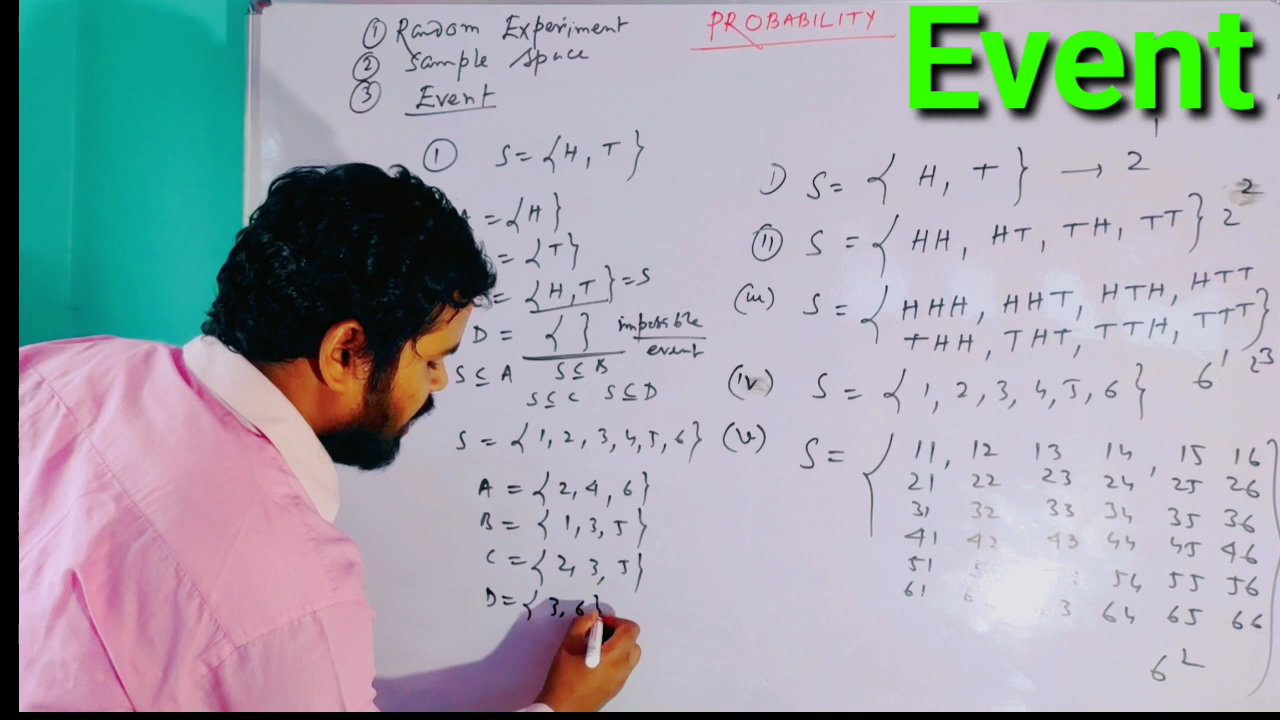 PROBABILITY
Event
① Random Experiment
② Sample Space
③ Event
① S = {H, T}
= {H}
= {T}
= {H, T} = S
D = { } impossible event
S ⊆ A S ⊆ B
S ⊆ C S ⊆ D
S = {1, 2, 3, 4, 5, 6}
A = {2, 4, 6}
B = {1, 3, 5}
C = {2, 3, 5}
D = {3, 6}
I) S = {H, T} → 2¹
(II) S = {HH, HT, TH, TT} 2²
(iii) S = {HHH, HHT, HTH, HTT
THH, THT, TTH, TTT} 2³
(iv) S = {1, 2, 3, 4, 5, 6} 6¹
(v) S = { 11, 12 13 14, 15 16
21 22 23 24 25 26
31 32 33 34 35 36
41 42 43 44 45 46
51 54 55 56
61 64 65 66
6²